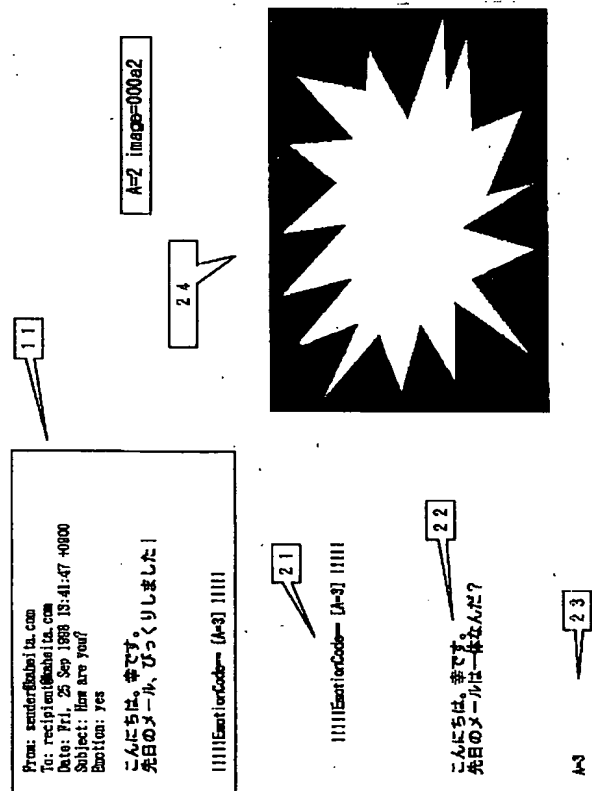 From: sender@kabeita.com
To: recipient@kabeita.com
Date: Fri, 25 Sep 1998 13:41:47 +0900
Subject: How are you?
Emotion: yes
こんにちは。幸です。
先日のメール、びっくりしました!
|||||EmotionCode== [A=3] |||||
11
|||||EmotionCode== [A=3] |||||
21
こんにちは。幸です。
先日のメールは一体なんだ?
22
A=3
23
A=2 image=000a2
24